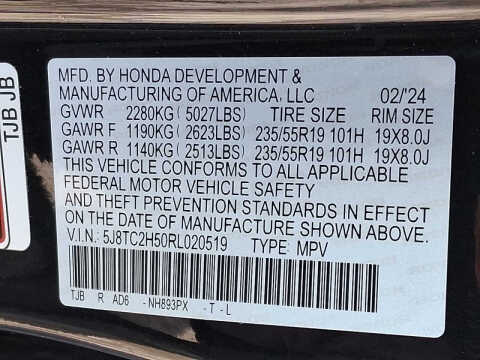 TJB JB
MFD. BY HONDA DEVELOPMENT &
MANUFACTURING OF AMERICA, LLC 02/'24
GVWR 2280KG (5027LBS) TIRE SIZE RIM SIZE
GAWR F 1190KG (2623LBS) 235/55R19 101H 19X8.0J
GAWR R 1140KG (2513LBS) 235/55R19 101H 19X8.0J
THIS VEHICLE CONFORMS TO ALL APPLICABLE
FEDERAL MOTOR VEHICLE SAFETY
AND THEFT PREVENTION STANDARDS IN EFFECT
ON THE DATE OF MANUFACTURE SHOWN ABOVE.
V.I.N.: 5J8TC2H50RL020519 TYPE: MPV
TJB R AD6 -NH893PX -T-L